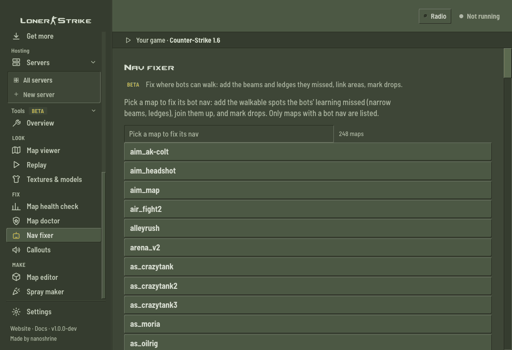 LONERSTRIKE
Get more
Hosting
Servers
All servers
New server
Tools BETA
Overview
LOOK
Map viewer
Replay
Textures & models
FIX
Map health check
Map doctor
Nav fixer
Callouts
MAKE
Map editor
Spray maker
Settings
Website · Docs · v1.0.0-dev
Made by nanoshrine
Radio
Not running
Your game · Counter-Strike 1.6
NAV FIXER
BETA Fix where bots can walk: add the beams and ledges they missed, link areas, mark drops.
Pick a map to fix its bot nav: add the walkable spots the bots' learning missed (narrow
beams, ledges), join them up, and mark drops. Only maps with a bot nav are listed.
Pick a map to fix its nav
248 maps
aim_ak-colt
aim_headshot
aim_map
air_fight2
alleyrush
arena_v2
as_crazytank
as_crazytank2
as_crazytank3
as_moria
as_oilrig